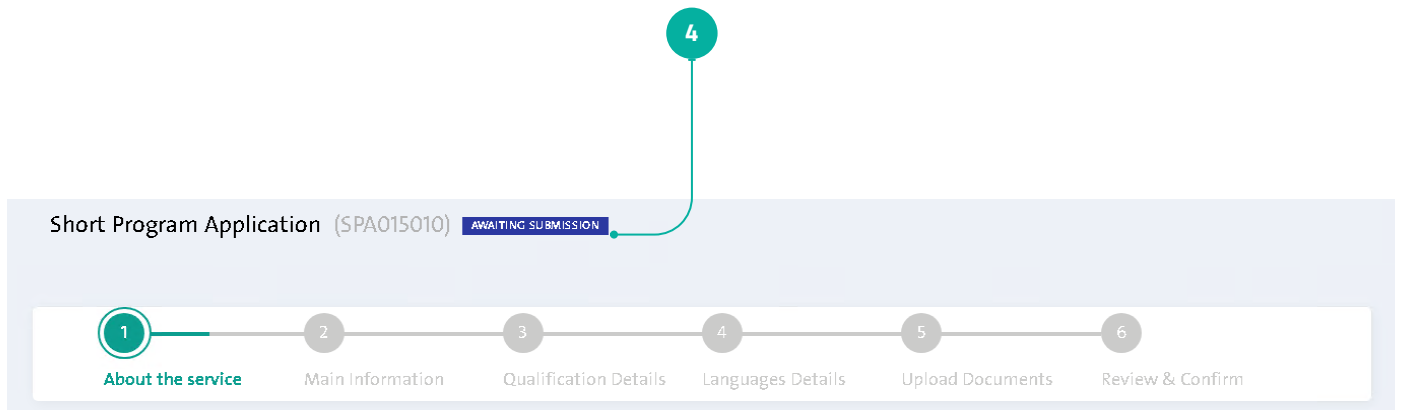 4
Short Program Application (SPA015010) AWAITING SUBMISSION
1 2 3 4 5 6
About the service Main Information Qualification Details Languages Details Upload Documents Review & Confirm